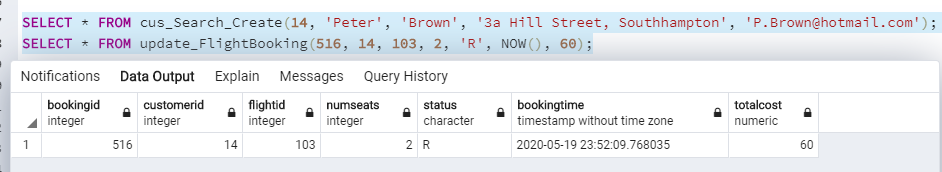 SELECT * FROM cus_Search_Create(14, 'Peter', 'Brown', '3a Hill Street, Southhampton', 'P.Brown@hotmail.com');
SELECT * FROM update_FlightBooking(516, 14, 103, 2, 'R', NOW(), 60);
Notifications Data Output Explain Messages Query History
bookingid customerid flightid numseats status bookingtime totalcost
integer integer integer integer character timestamp without time zone numeric
1 516 14 103 2 R 2020-05-19 23:52:09.768035 60